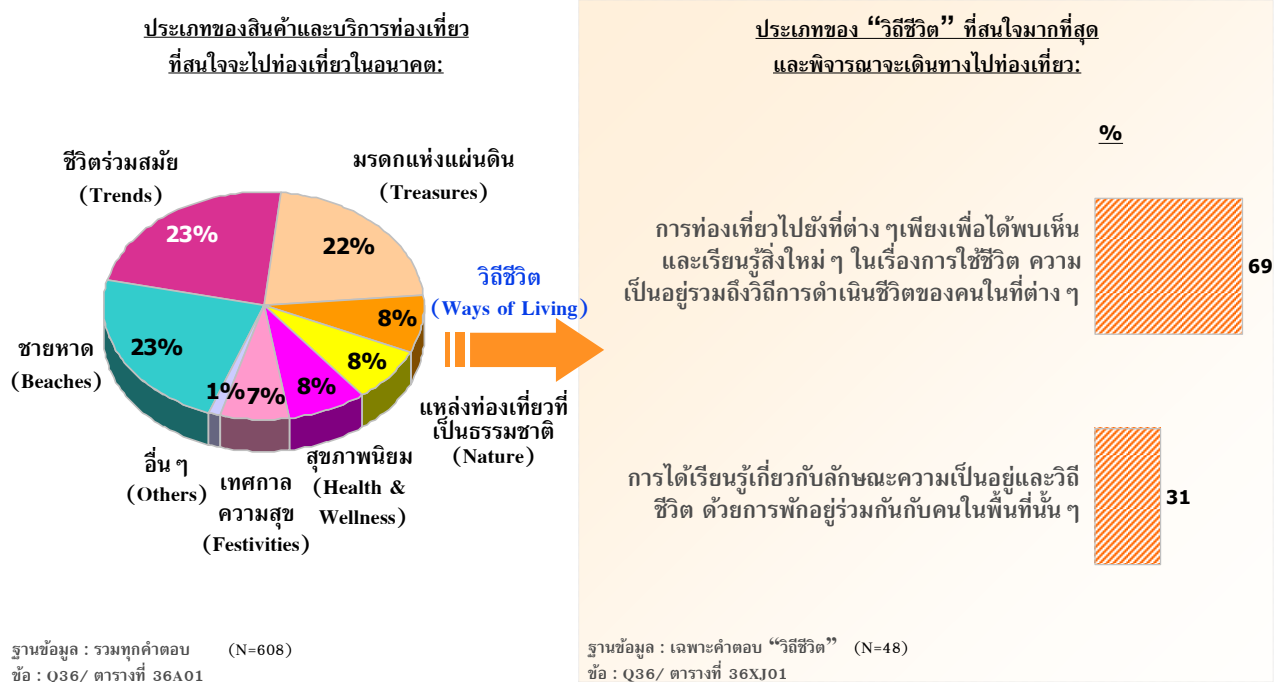 ประเภทของสินค้าและบริการท่องเที่ยว
ที่สนใจจะไปท่องเที่ยวในอนาคต:
ชีวิตร่วมสมัย
(Trends)
มรดกแห่งแผ่นดิน
(Treasures)
23%
22%
วิถีชีวิต
(Ways of Living)
8%
ชายหาด
(Beaches)
23%
8%
1%
7%
8%
แหล่งท่องเที่ยวที่
เป็นธรรมชาติ
(Nature)
อื่น ๆ
(Others)
เทศกาล
ความสุข
(Festivities)
สุขภาพนิยม
(Health &
Wellness)
ฐานข้อมูล : รวมทุกคำตอบ (N=608)
ข้อ : Q36/ ตารางที่ 36A01
ประเภทของ “วิถีชีวิต” ที่สนใจมากที่สุด
และพิจารณาจะเดินทางไปท่องเที่ยว:
%
การท่องเที่ยวไปยังที่ต่าง ๆเพียงเพื่อได้พบเห็น
และเรียนรู้สิ่งใหม่ ๆ ในเรื่องการใช้ชีวิต ความ
เป็นอยู่รวมถึงวิถีการดำเนินชีวิตของคนในที่ต่าง ๆ
69
การได้เรียนรู้เกี่ยวกับลักษณะความเป็นอยู่และวิถี
ชีวิต ด้วยการพักอยู่ร่วมกันกับคนในพื้นที่นั้น ๆ
31
ฐานข้อมูล : เฉพาะคำตอบ “วิถีชีวิต” (N=48)
ข้อ : Q36/ ตารางที่ 36XJ01